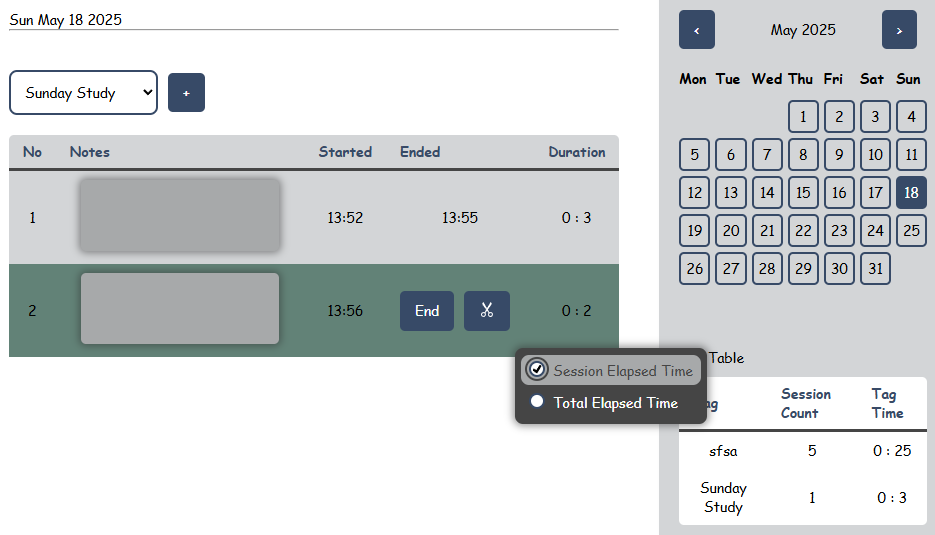 Sun May 18 2025
Sunday Study
+
No Notes Started Ended Duration
1 13:52 13:55 0 : 3
2 13:56 End 0 : 2
Session Elapsed Time
Total Elapsed Time
‹ May 2025 ›
Mon Tue Wed Thu Fri Sat Sun
1 2 3 4
5 6 7 8 9 10 11
12 13 14 15 16 17 18
19 20 21 22 23 24 25
26 27 28 29 30 31
Table
ag Session Count Tag Time
sfsa 5 0 : 25
Sunday Study 1 0 : 3